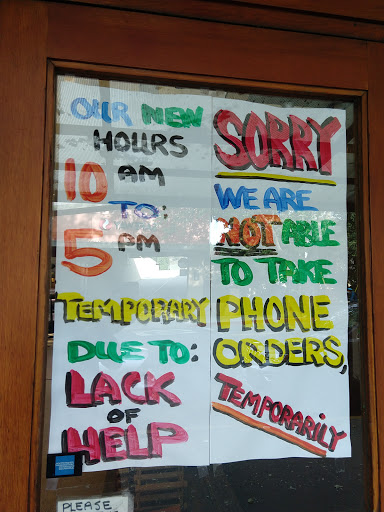 OUR NEW
HOURS
10 AM
TO:
5 PM
TEMPORARY
DUE TO:
LACK
OF
HELP
SORRY
WE ARE
NOT ABLE
TO TAKE
PHONE
ORDERS,
TEMPORARILY
PLEASE